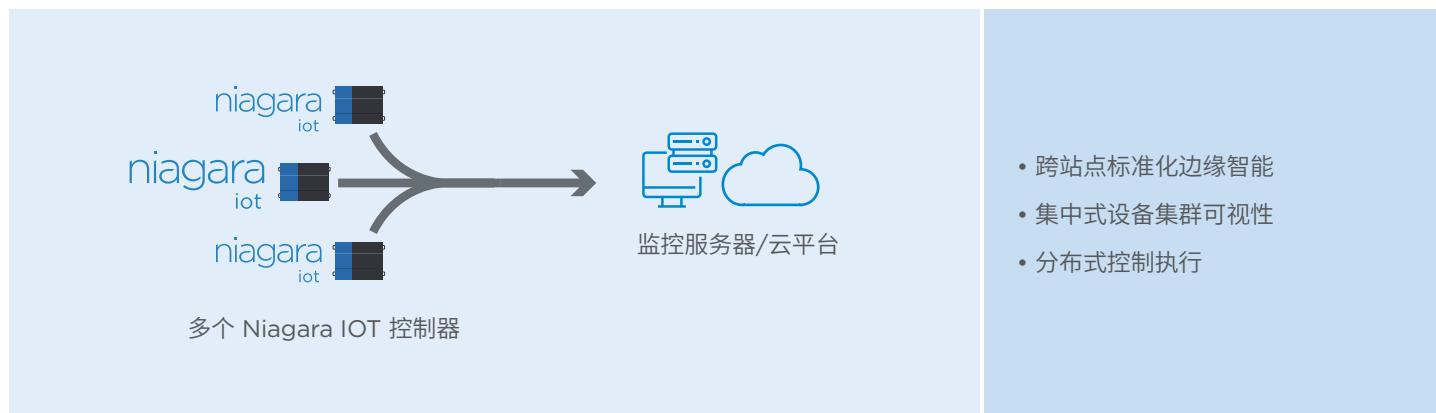 niagara
iot
niagara
iot
niagara
iot
多个 Niagara IOT 控制器
监控服务器/云平台
• 跨站点标准化边缘智能
• 集中式设备集群可视性
• 分布式控制执行